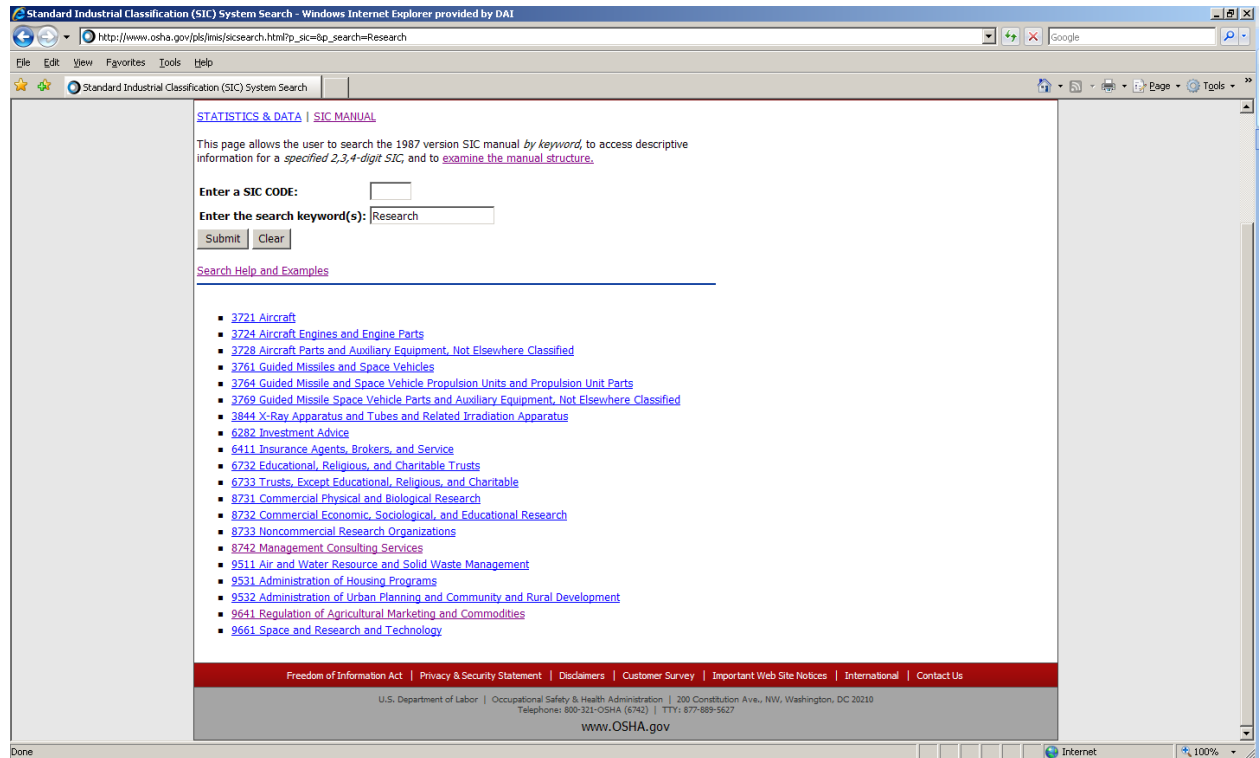 Standard Industrial Classification (SIC) System Search - Windows Internet Explorer provided by DAI
http://www.osha.gov/pls/imis/sicsearch.html?p_sic=&p_search=Research
Google
File Edit View Favorites Tools Help
Standard Industrial Classification (SIC) System Search
Page Tools »
STATISTICS & DATA | SIC MANUAL
This page allows the user to search the 1987 version SIC manual by keyword, to access descriptive
information for a specified 2,3,4-digit SIC, and to examine the manual structure.
Enter a SIC CODE:
Enter the search keyword(s): Research
Submit Clear
Search Help and Examples
3721 Aircraft
3724 Aircraft Engines and Engine Parts
3728 Aircraft Parts and Auxiliary Equipment, Not Elsewhere Classified
3761 Guided Missiles and Space Vehicles
3764 Guided Missile and Space Vehicle Propulsion Units and Propulsion Unit Parts
3769 Guided Missile Space Vehicle Parts and Auxiliary Equipment, Not Elsewhere Classified
3844 X-Ray Apparatus and Tubes and Related Irradiation Apparatus
6282 Investment Advice
6411 Insurance Agents, Brokers, and Service
6732 Educational, Religious, and Charitable Trusts
6733 Trusts, Except Educational, Religious, and Charitable
8731 Commercial Physical and Biological Research
8732 Commercial Economic, Sociological, and Educational Research
8733 Noncommercial Research Organizations
8742 Management Consulting Services
9511 Air and Water Resource and Solid Waste Management
9531 Administration of Housing Programs
9532 Administration of Urban Planning and Community and Rural Development
9641 Regulation of Agricultural Marketing and Commodities
9661 Space and Research and Technology
Freedom of Information Act | Privacy & Security Statement | Disclaimers | Customer Survey | Important Web Site Notices | International | Contact Us
U.S. Department of Labor | Occupational Safety & Health Administration | 200 Constitution Ave., NW, Washington, DC 20210
Telephone: 800-321-OSHA (6742) | TTY: 877-889-5627
www.OSHA.gov
Done
Internet
100%